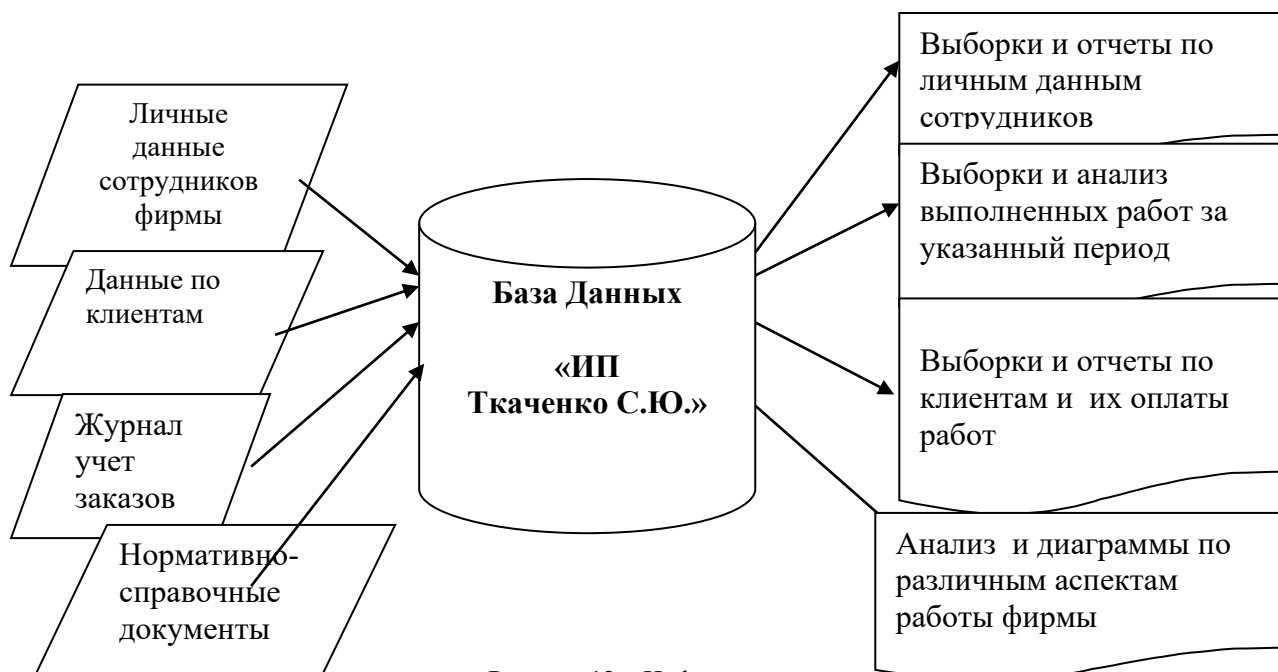 Личные
данные
сотрудников
фирмы
Данные по
клиентам
Журнал
учет
заказов
Нормативно-
справочные
документы
База Данных
«ИП
Ткаченко С.Ю.»
Выборки и отчеты по
личным данным
сотрудников
Выборки и анализ
выполненных работ за
указанный период
Выборки и отчеты по
клиентам и их оплаты
работ
Анализ и диаграммы по
различным аспектам
работы фирмы